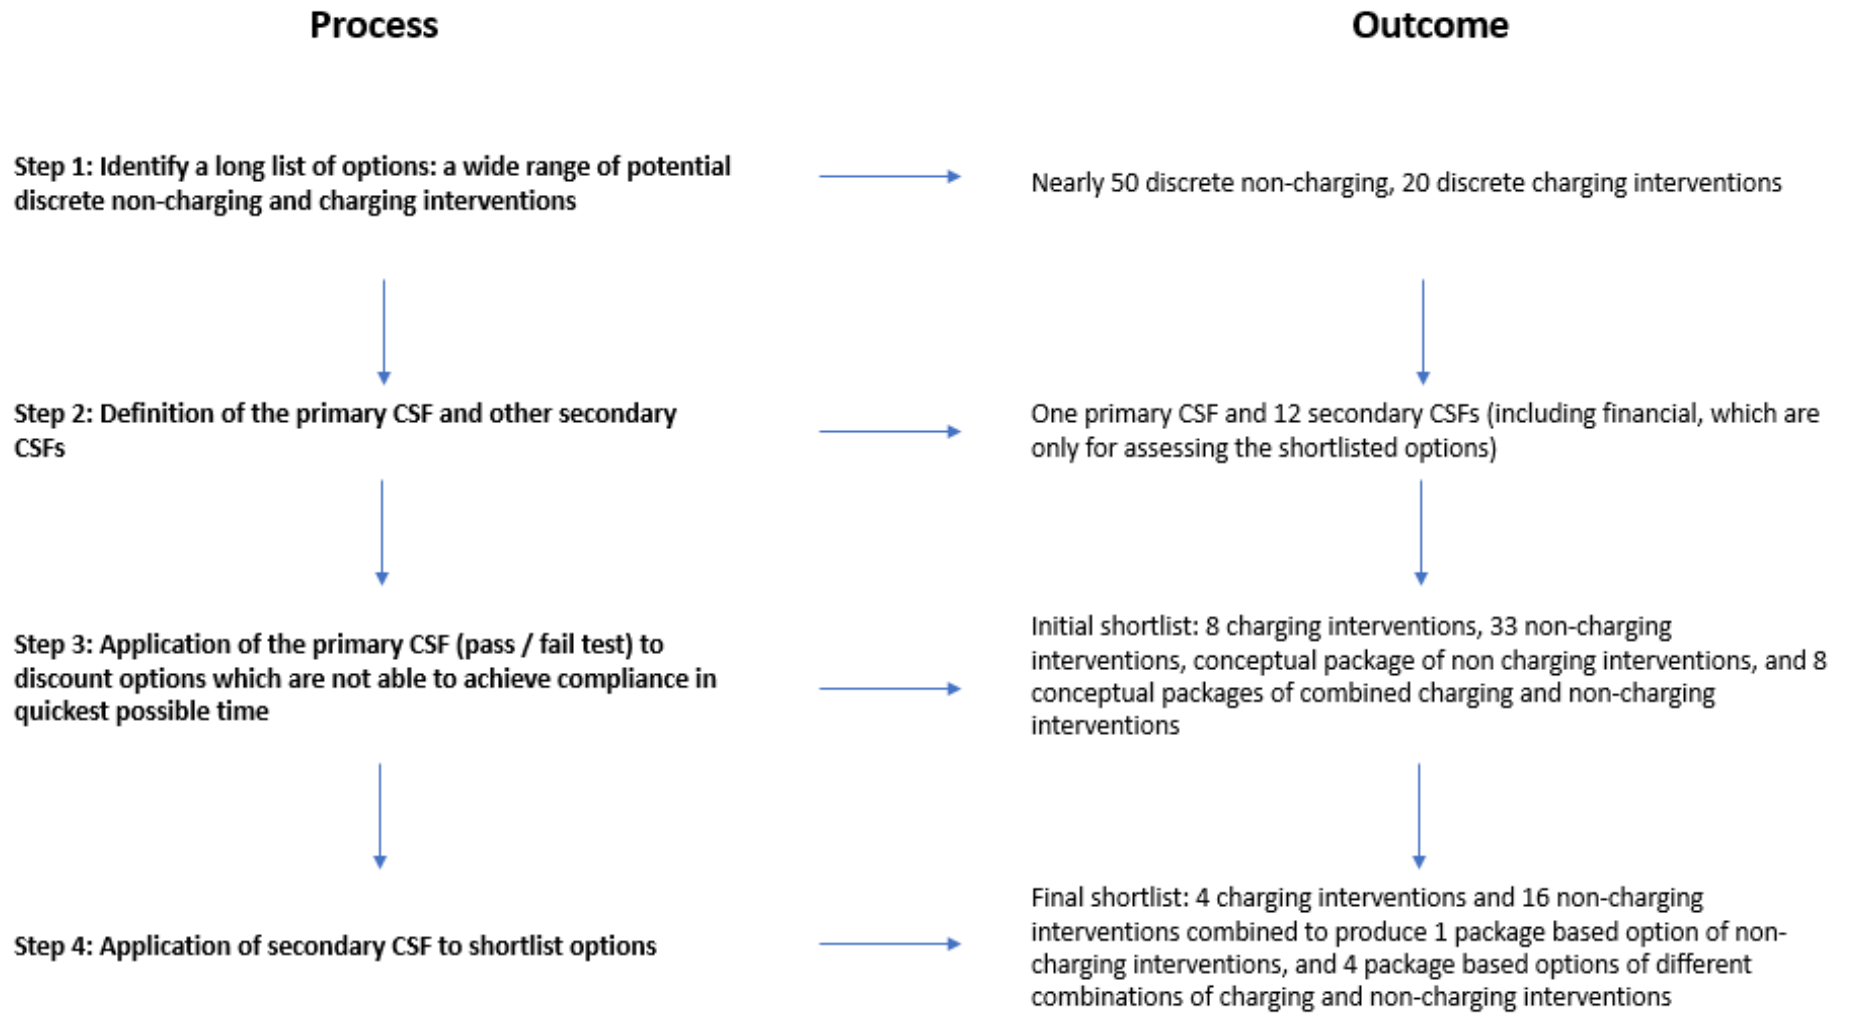 Process
Outcome
Step 1: Identify a long list of options: a wide range of potential
discrete non-charging and charging interventions
Nearly 50 discrete non-charging, 20 discrete charging interventions
Step 2: Definition of the primary CSF and other secondary
CSFs
One primary CSF and 12 secondary CSFs (including financial, which are
only for assessing the shortlisted options)
Step 3: Application of the primary CSF (pass / fail test) to
discount options which are not able to achieve compliance in
quickest possible time
Initial shortlist: 8 charging interventions, 33 non-charging
interventions, conceptual package of non charging interventions, and 8
conceptual packages of combined charging and non-charging
interventions
Step 4: Application of secondary CSF to shortlist options
Final shortlist: 4 charging interventions and 16 non-charging
interventions combined to produce 1 package based option of non-
charging interventions, and 4 package based options of different
combinations of charging and non-charging interventions